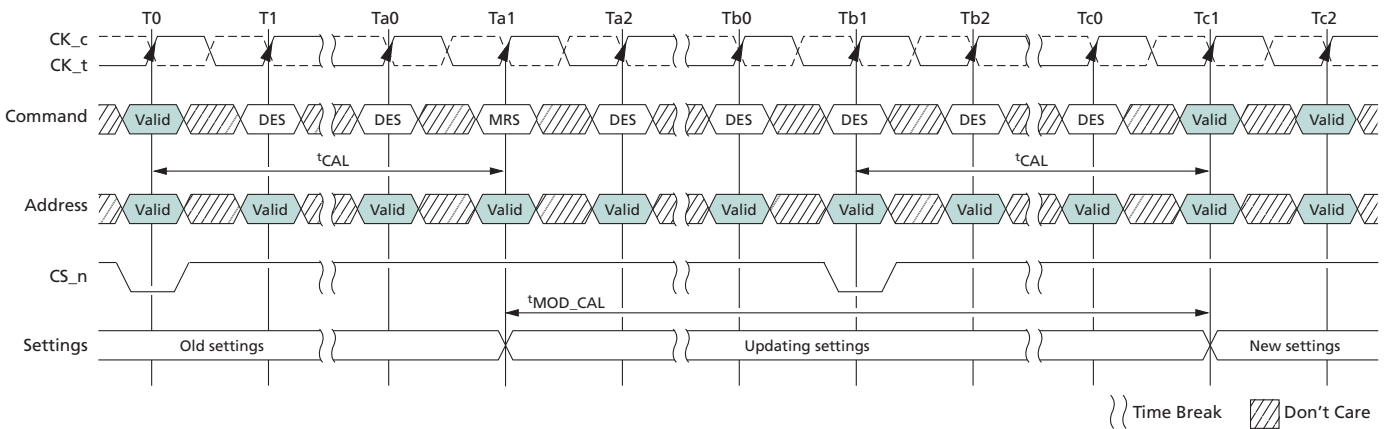 T0 T1 Ta0 Ta1 Ta2 Tb0 Tb1 Tb2 Tc0 Tc1 Tc2
CK_c
CK_t
Command Valid DES DES MRS DES DES DES DES DES Valid Valid
tCAL tCAL
Address Valid Valid Valid Valid Valid Valid Valid Valid Valid Valid Valid
CS_n
tMOD_CAL
Settings Old settings Updating settings New settings
Time Break Don't Care